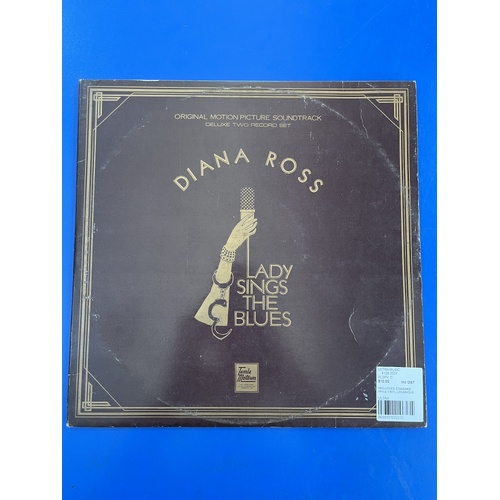 ORIGINAL MOTION PICTURE SOUNDTRACK
DELUXE TWO RECORD SET
DIANA ROSS
LADY
SINGS
THE
BLUES
Tamla
Motown